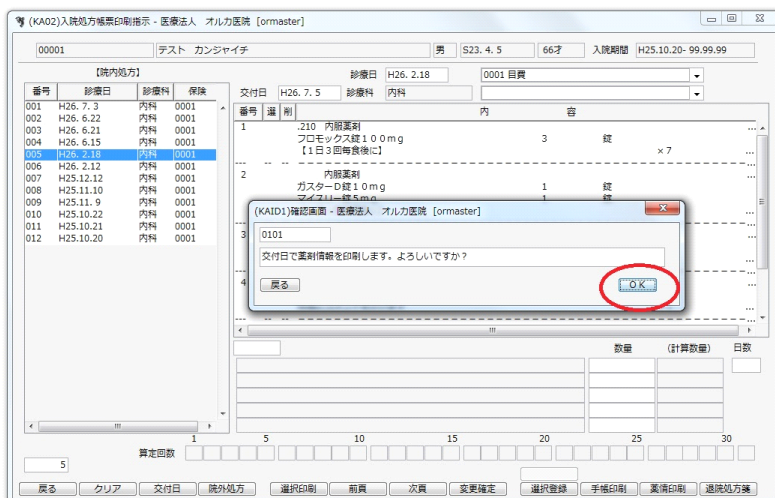 (KA02)入院処方帳票印刷指示 - 医療法人 オルカ医院 [ormaster]
00001 テスト カンジャイチ 男 S23. 4. 5 66才 入院期間 H25.10.20- 99.99.99
【院内処方】 診療日 H26. 2.18 0001 目費
番号 診療日 診療科 保険 交付日 H26. 7. 5 診療科 内科
番号 選 削 内 容
001 H26. 7. 3 内科 0001
002 H26. 6.22 内科 0001
003 H26. 6.21 内科 0001
004 H26. 6.15 内科 0001
005 H26. 2.18 内科 0001
006 H26. 2.12 内科 0001
007 H25.12.12 内科 0001
008 H25.11.10 内科 0001
009 H25.11. 9 内科 0001
010 H25.10.22 内科 0001
011 H25.10.21 内科 0001
012 H25.10.20 内科 0001
1 .210 内服薬剤
フロモックス錠100mg 3 錠
【1日3回毎食後に】 ×7
2 内服薬剤
ガスターD錠10mg 1 錠
マイスリー錠5mg 1 錠
3
4
(KAID1)確認画面 - 医療法人 オルカ医院 [ormaster]
0101
交付日で薬剤情報を印刷します。よろしいですか?
戻る OK
数量 (計算数量) 日数
1 5 10 15 20 25 30
算定回数
5
戻る クリア 交付日 院外処方 選択印刷 前頁 次頁 変更確定 選択登録 手帳印刷 薬情印刷 退院処方箋